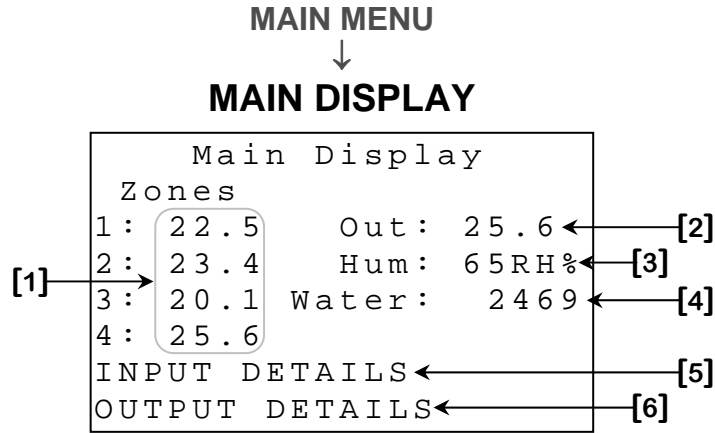 MAIN MENU
↓
MAIN DISPLAY
Main Display
Zones
1: 22.5 Out: 25.6 [2]
2: 23.4 Hum: 65RH% [3]
[1]
3: 20.1 Water: 2469 [4]
4: 25.6
INPUT DETAILS [5]
OUTPUT DETAILS [6]